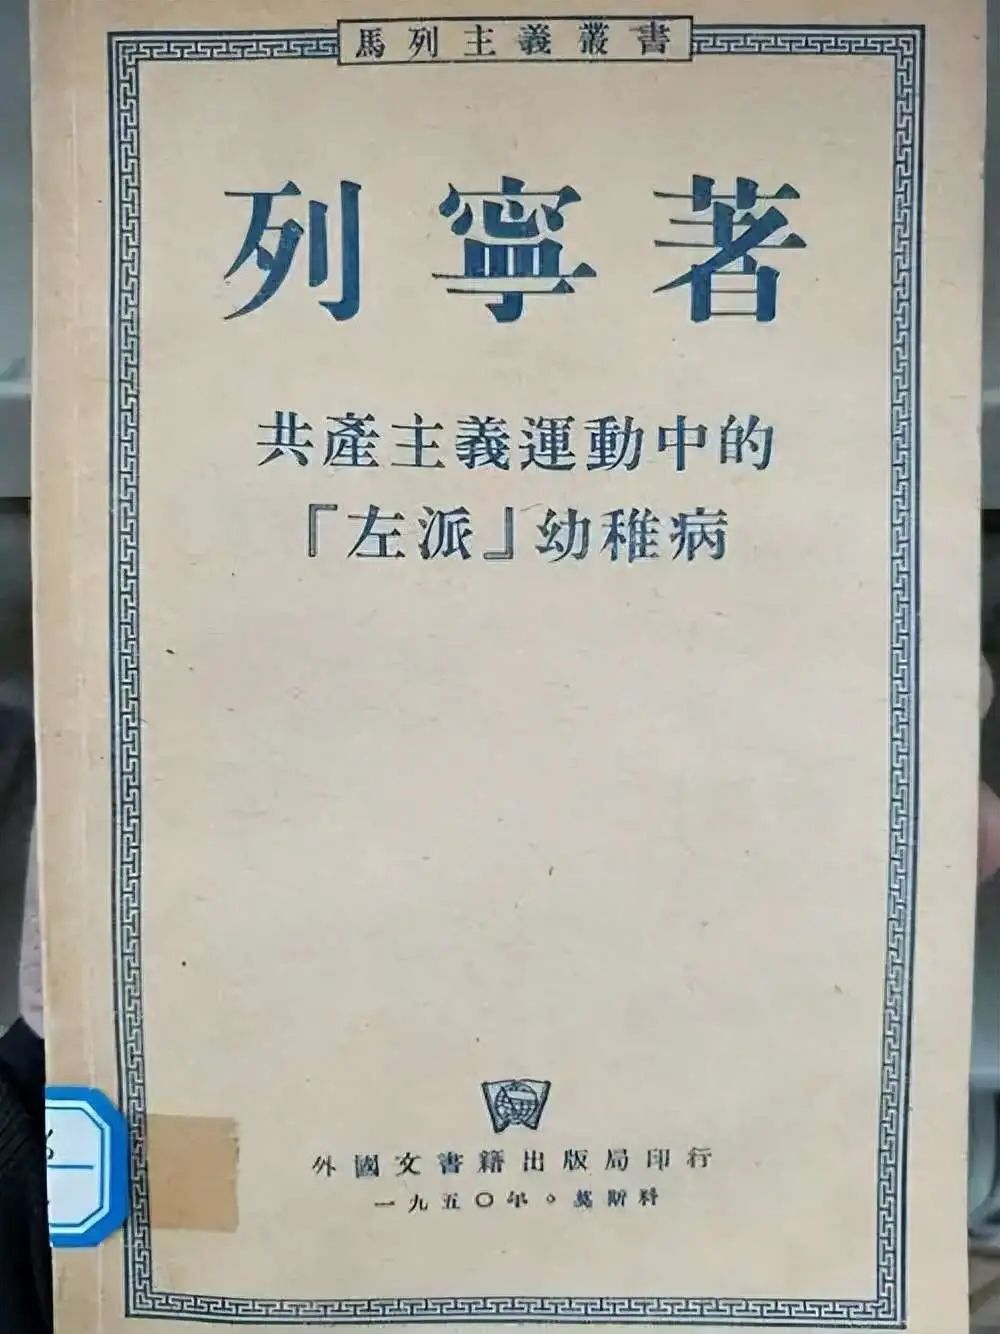 馬列主義叢書
列寧著
共產主義運動中的
『左派』幼稚病
外國文書籍出版局印行
一九五〇年。莫斯科